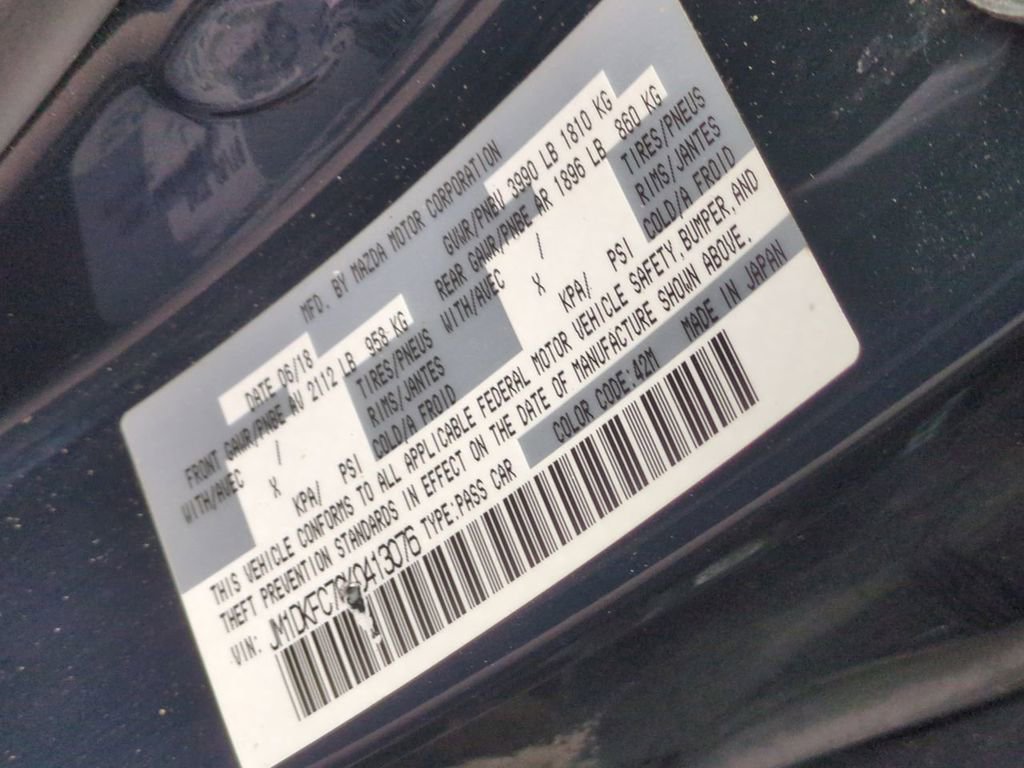 MFD. BY MAZDA MOTOR CORPORATION
DATE 06/18
GVWR/PNBV 3990 LB 1810 KG
FRONT GAWR/PNBE AV 2112 LB 958 KG
REAR GAWR/PNBE AR 1896 LB 860 KG
WITH/AVEC / TIRES/PNEUS
WITH/AVEC / TIRES/PNEUS
X RIMS/JANTES
X RIMS/JANTES
KPA/ PSI COLD/A FROID
KPA/ PSI COLD/A FROID
THIS VEHICLE CONFORMS TO ALL APPLICABLE FEDERAL MOTOR VEHICLE SAFETY, BUMPER, AND
THEFT PREVENTION STANDARDS IN EFFECT ON THE DATE OF MANUFACTURE SHOWN ABOVE.
VIN: TYPE:PASS CAR COLOR CODE:42M MADE IN JAPAN